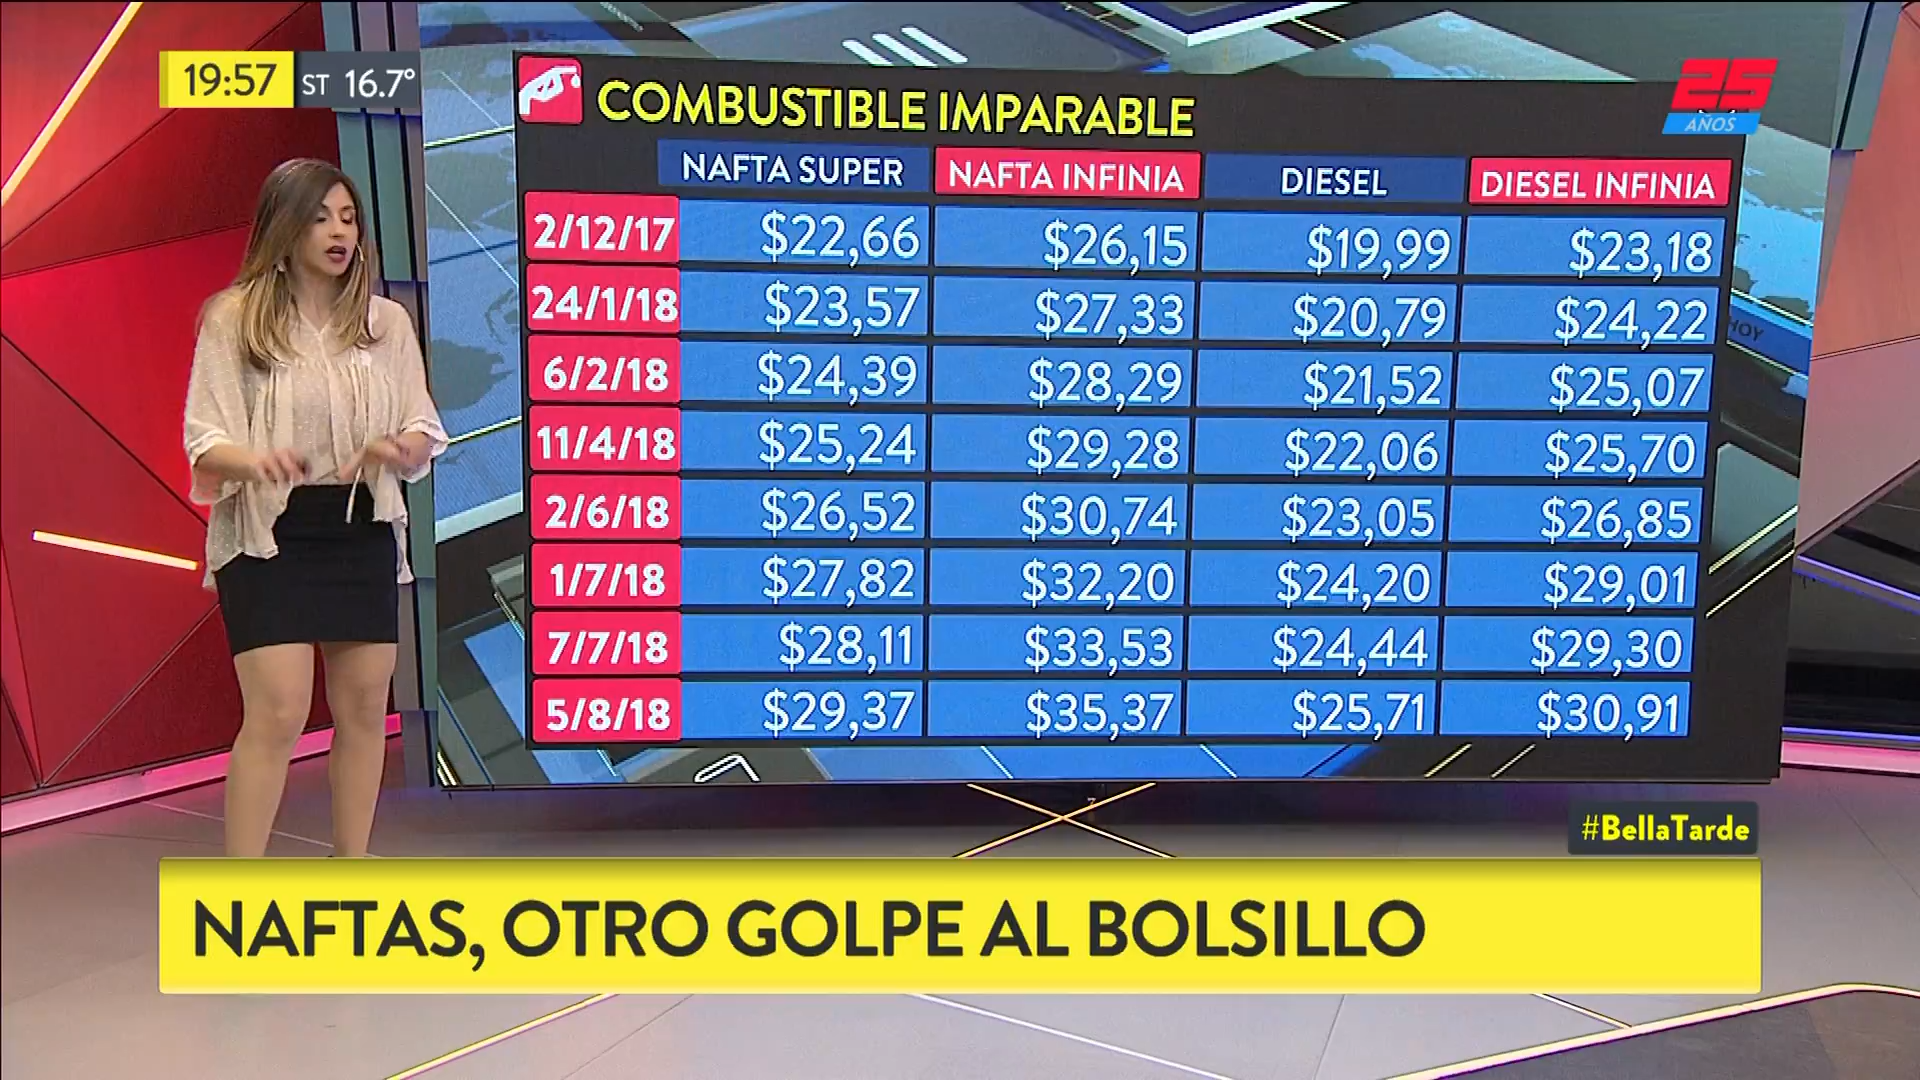 19:57 ST 16.7°
25
AÑOS
COMBUSTIBLE IMPARABLE
NAFTA SUPER NAFTA INFINIA DIESEL DIESEL INFINIA
2/12/17 $22,66 $26,15 $19,99 $23,18
24/1/18 $23,57 $27,33 $20,79 $24,22
HOY
6/2/18 $24,39 $28,29 $21,52 $25,07
11/4/18 $25,24 $29,28 $22,06 $25,70
2/6/18 $26,52 $30,74 $23,05 $26,85
1/7/18 $27,82 $32,20 $24,20 $29,01
7/7/18 $28,11 $33,53 $24,44 $29,30
5/8/18 $29,37 $35,37 $25,71 $30,91
#BellaTarde
NAFTAS, OTRO GOLPE AL BOLSILLO